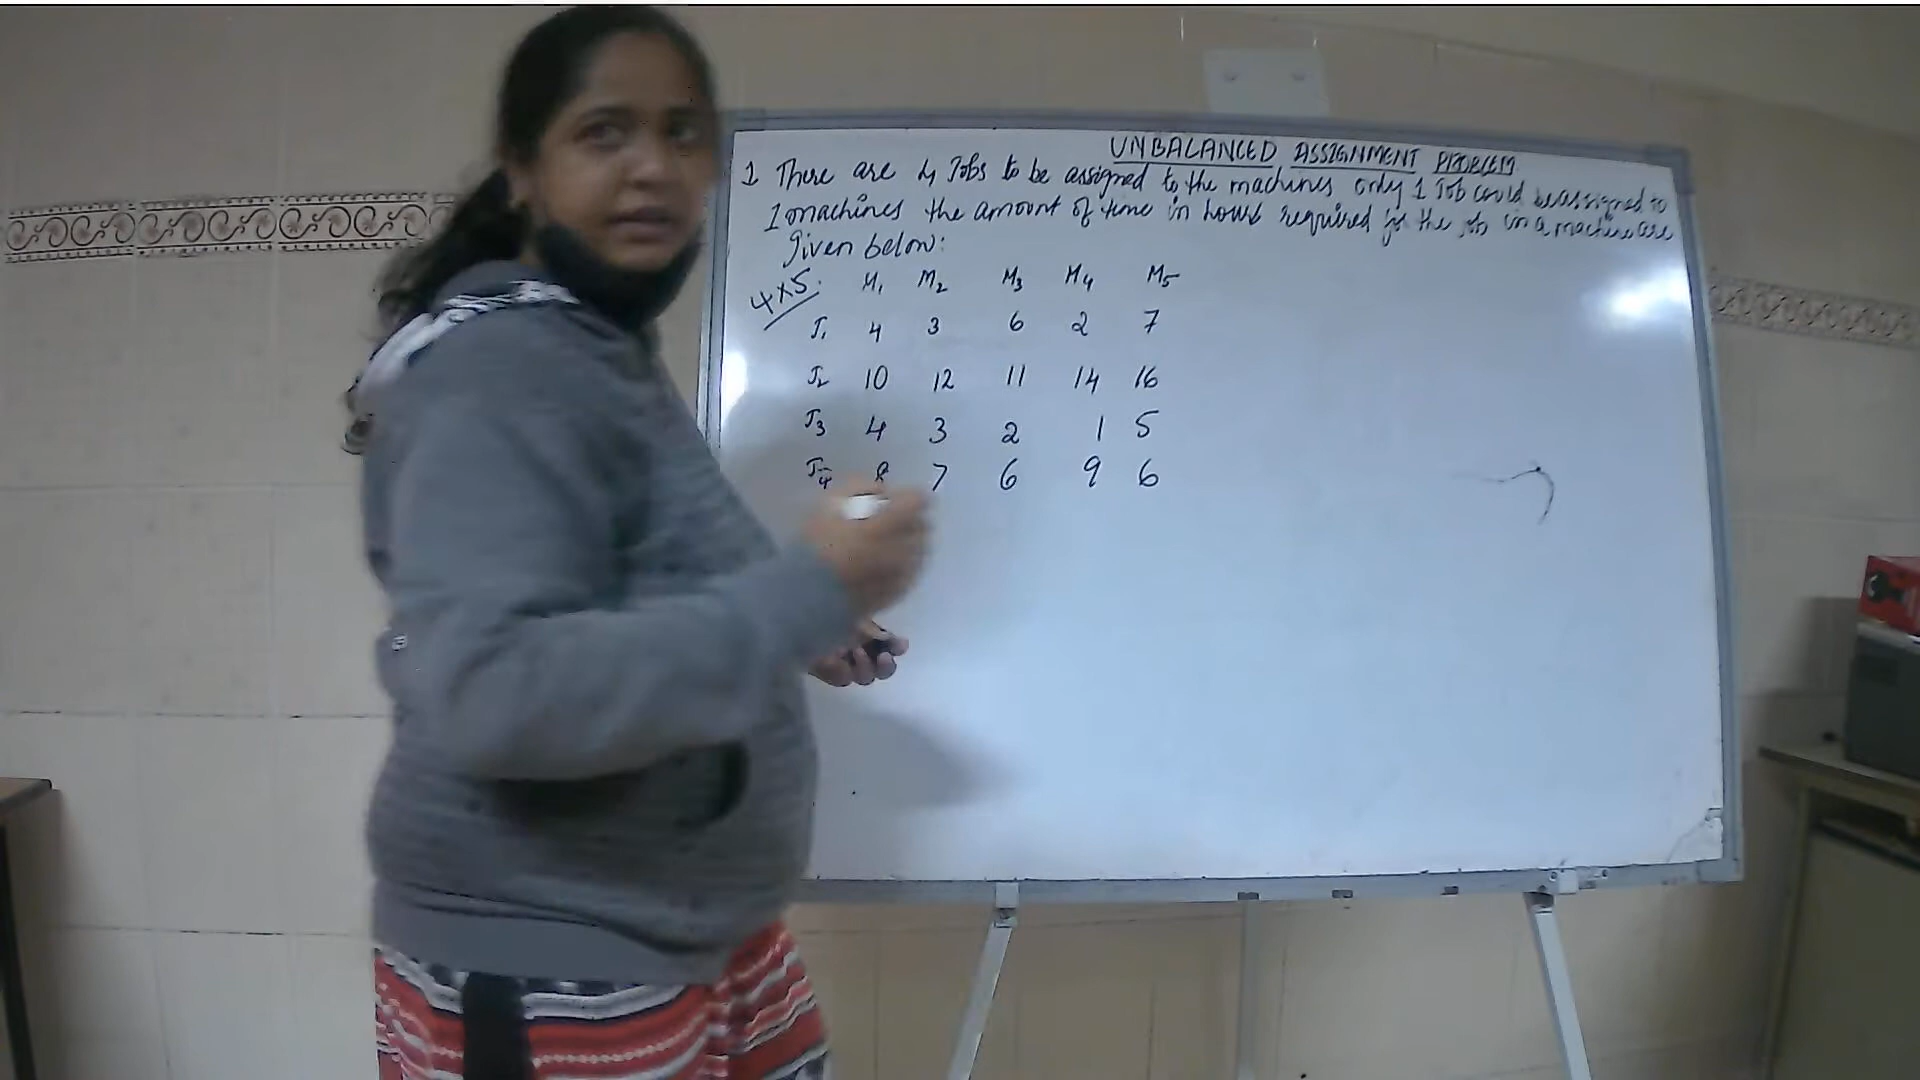 UNBALANCED ASSIGNMENT PROBLEM
1 There are 4 Jobs to be assigned to the machines only 1 Job could be assigned to
1 machines the amount of time in hours required for the job in a machine are
given below:
4x5. M1 M2 M3 M4 M5
J1 4 3 6 2 7
J2 10 12 11 14 16
J3 4 3 2 1 5
J4 8 7 6 9 6